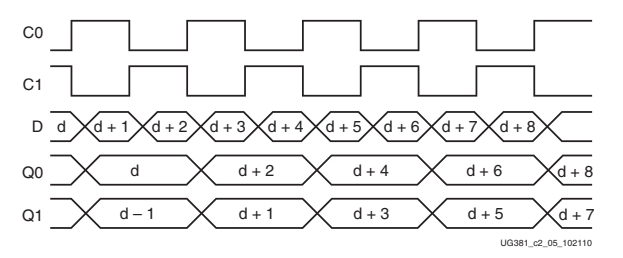 C0
C1
D d d + 1 d + 2 d + 3 d + 4 d + 5 d + 6 d + 7 d + 8
Q0 d d + 2 d + 4 d + 6 d + 8
Q1 d – 1 d + 1 d + 3 d + 5 d + 7
UG381_c2_05_102110